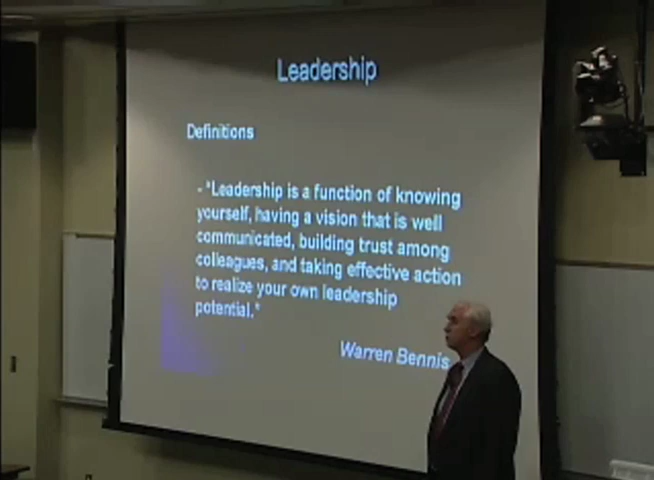 Leadership
Definitions
- "Leadership is a function of knowing
yourself, having a vision that is well
communicated, building trust among
colleagues, and taking effective action
to realize your own leadership
potential."
Warren Bennis